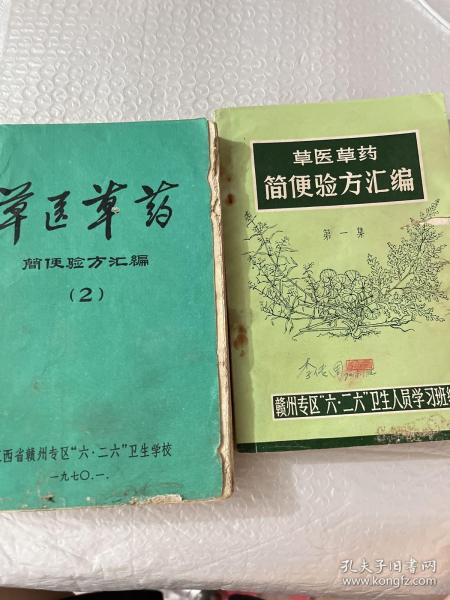 草医草药
简便验方汇编
(2)
江西省赣州专区“六·二六”卫生学校
一九七〇.一.
草医草药
简便验方汇编
第一集
赣州专区“六·二六”卫生人员学习班编
孔夫子旧书网
www.kongfz.com